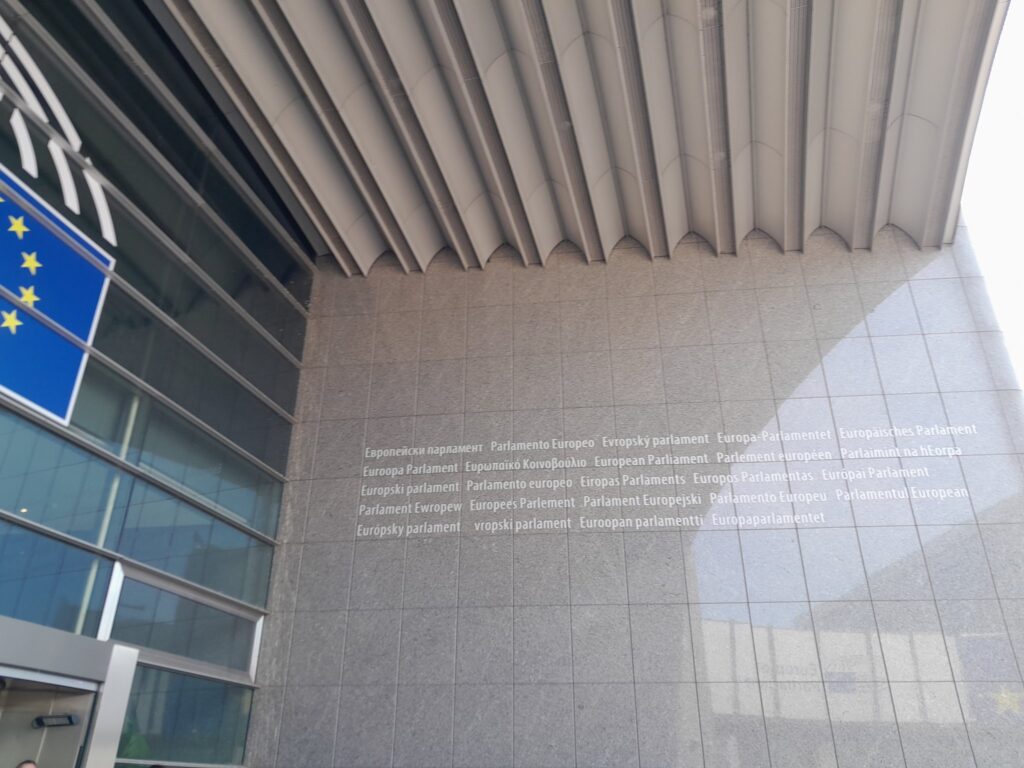 Европейски парламент Parlamento Europeo Evropský parlament Europa-Parlamentet Europäisches Parlament
Euroopa Parlament Ευρωπαϊκό Κοινοβούλιο European Parliament Parlement européen Parlaimint na hEorpa
Europski parlament Parlamento europeo Eiropas Parlaments Europos Parlamentas Európai Parlament
Parlament Ewropew Europees Parlement Parlament Europejski Parlamento Europeu Parlamentul European
Európsky parlament vropski parlament Euroopan parlamentti Europaparlamentet